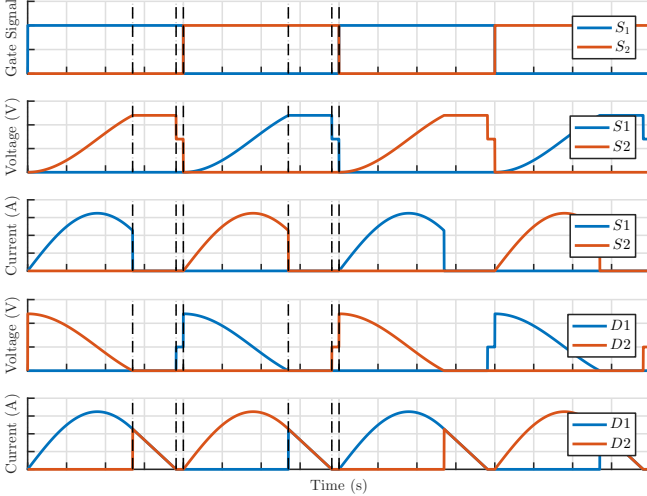 Gate Signal
S1
S2
Voltage (V)
S1
S2
Current (A)
S1
S2
Voltage (V)
D1
D2
Current (A)
D1
D2
Time (s)